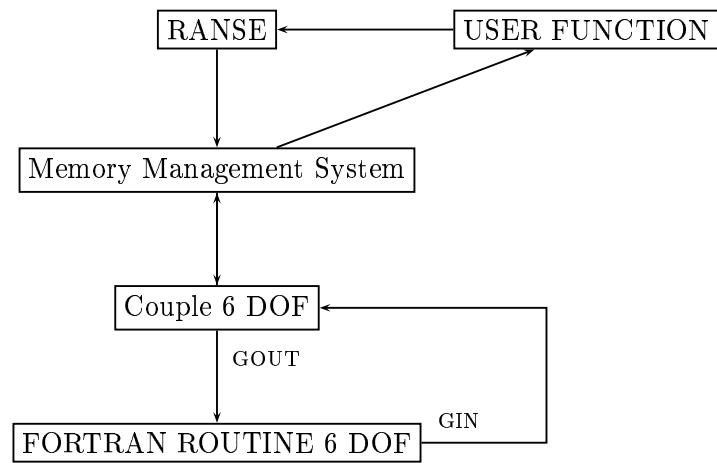 RANSE
USER FUNCTION
Memory Management System
Couple 6 DOF
GOUT
GIN
FORTRAN ROUTINE 6 DOF